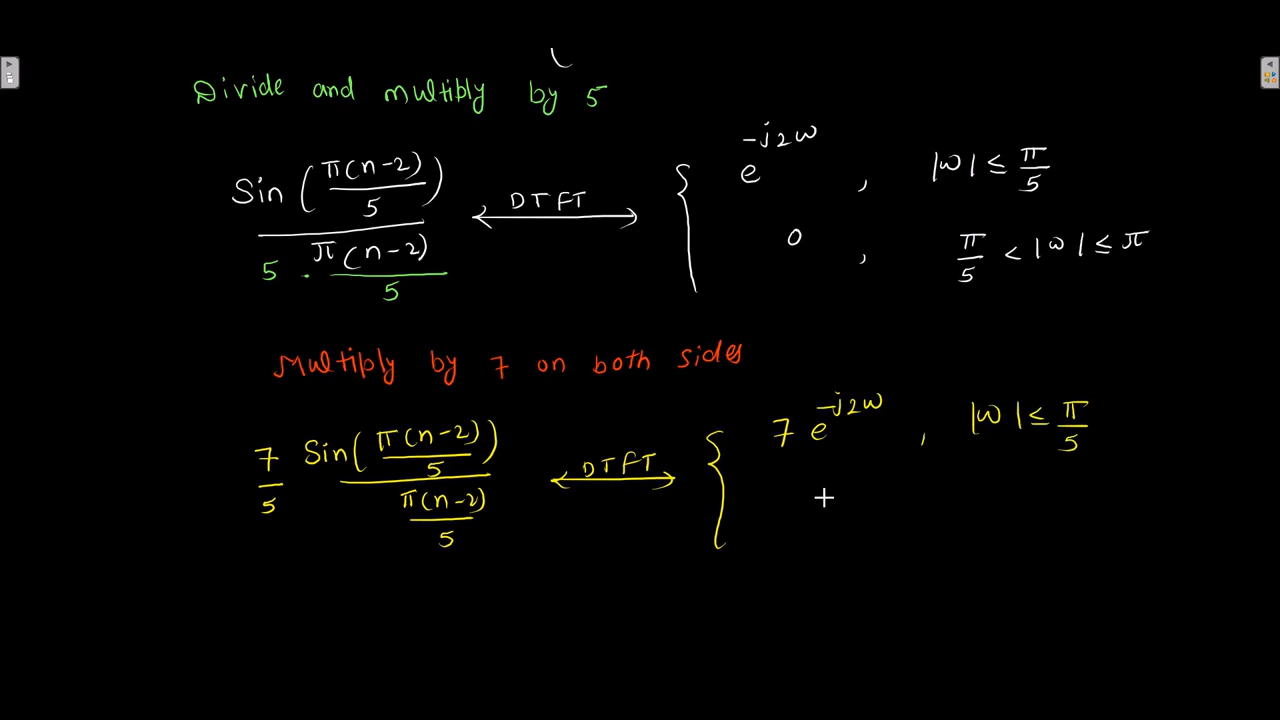 Divide and multibly by 5
Sin (π(n-2)/5) / (5 · π(n-2)/5) ⟷ DTFT { e^{-j2ω} , |ω| ≤ π/5
0 , π/5 < |ω| ≤ π
Multiply by 7 on both sides
7/5 Sin(π(n-2)/5) / (π(n-2)/5) ⟷ DTFT { 7 e^{-j2ω} , |ω| ≤ π/5